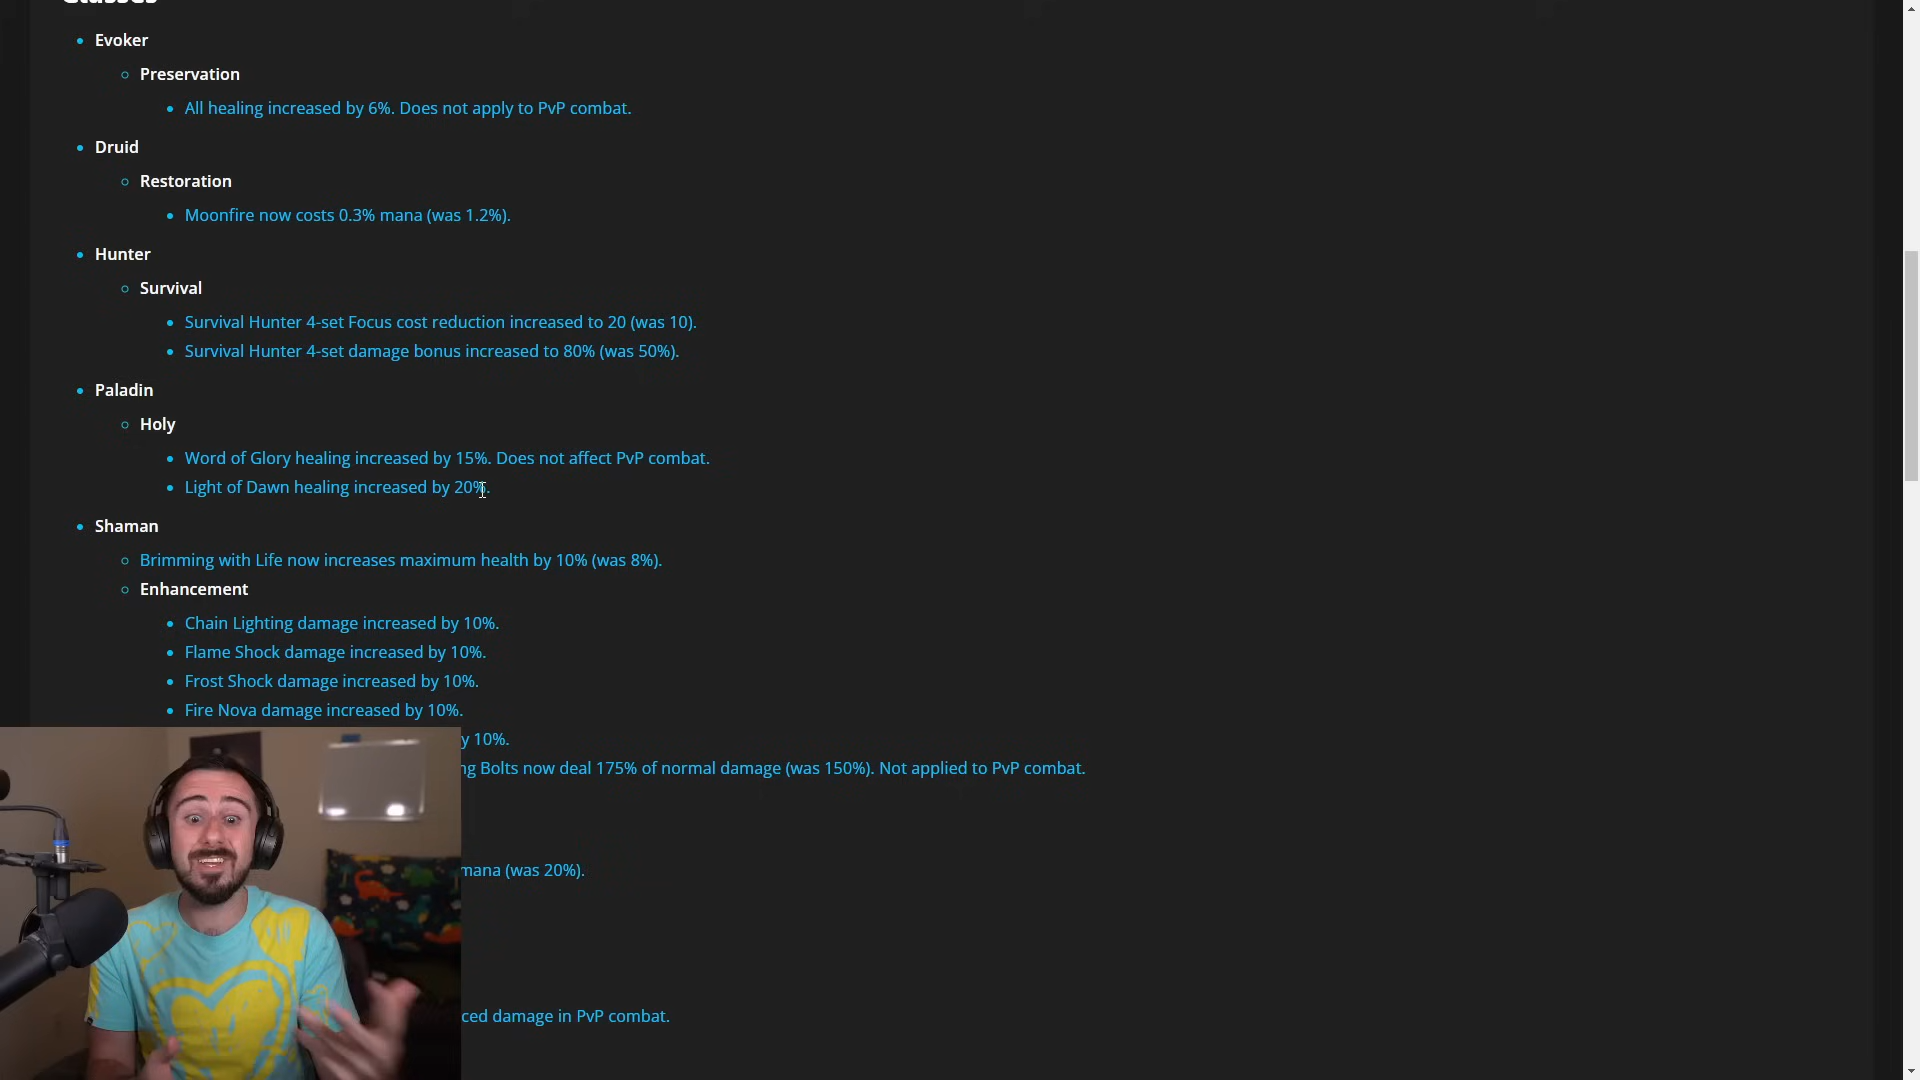 Classes
Evoker
Preservation
All healing increased by 6%. Does not apply to PvP combat.
Druid
Restoration
Moonfire now costs 0.3% mana (was 1.2%).
Hunter
Survival
Survival Hunter 4-set Focus cost reduction increased to 20 (was 10).
Survival Hunter 4-set damage bonus increased to 80% (was 50%).
Paladin
Holy
Word of Glory healing increased by 15%. Does not affect PvP combat.
Light of Dawn healing increased by 20%.
Shaman
Brimming with Life now increases maximum health by 10% (was 8%).
Enhancement
Chain Lighting damage increased by 10%.
Flame Shock damage increased by 10%.
Frost Shock damage increased by 10%.
Fire Nova damage increased by 10%.
by 10%.
Bolts now deal 175% of normal damage (was 150%). Not applied to PvP combat.
mana (was 20%).
damage in PvP combat.